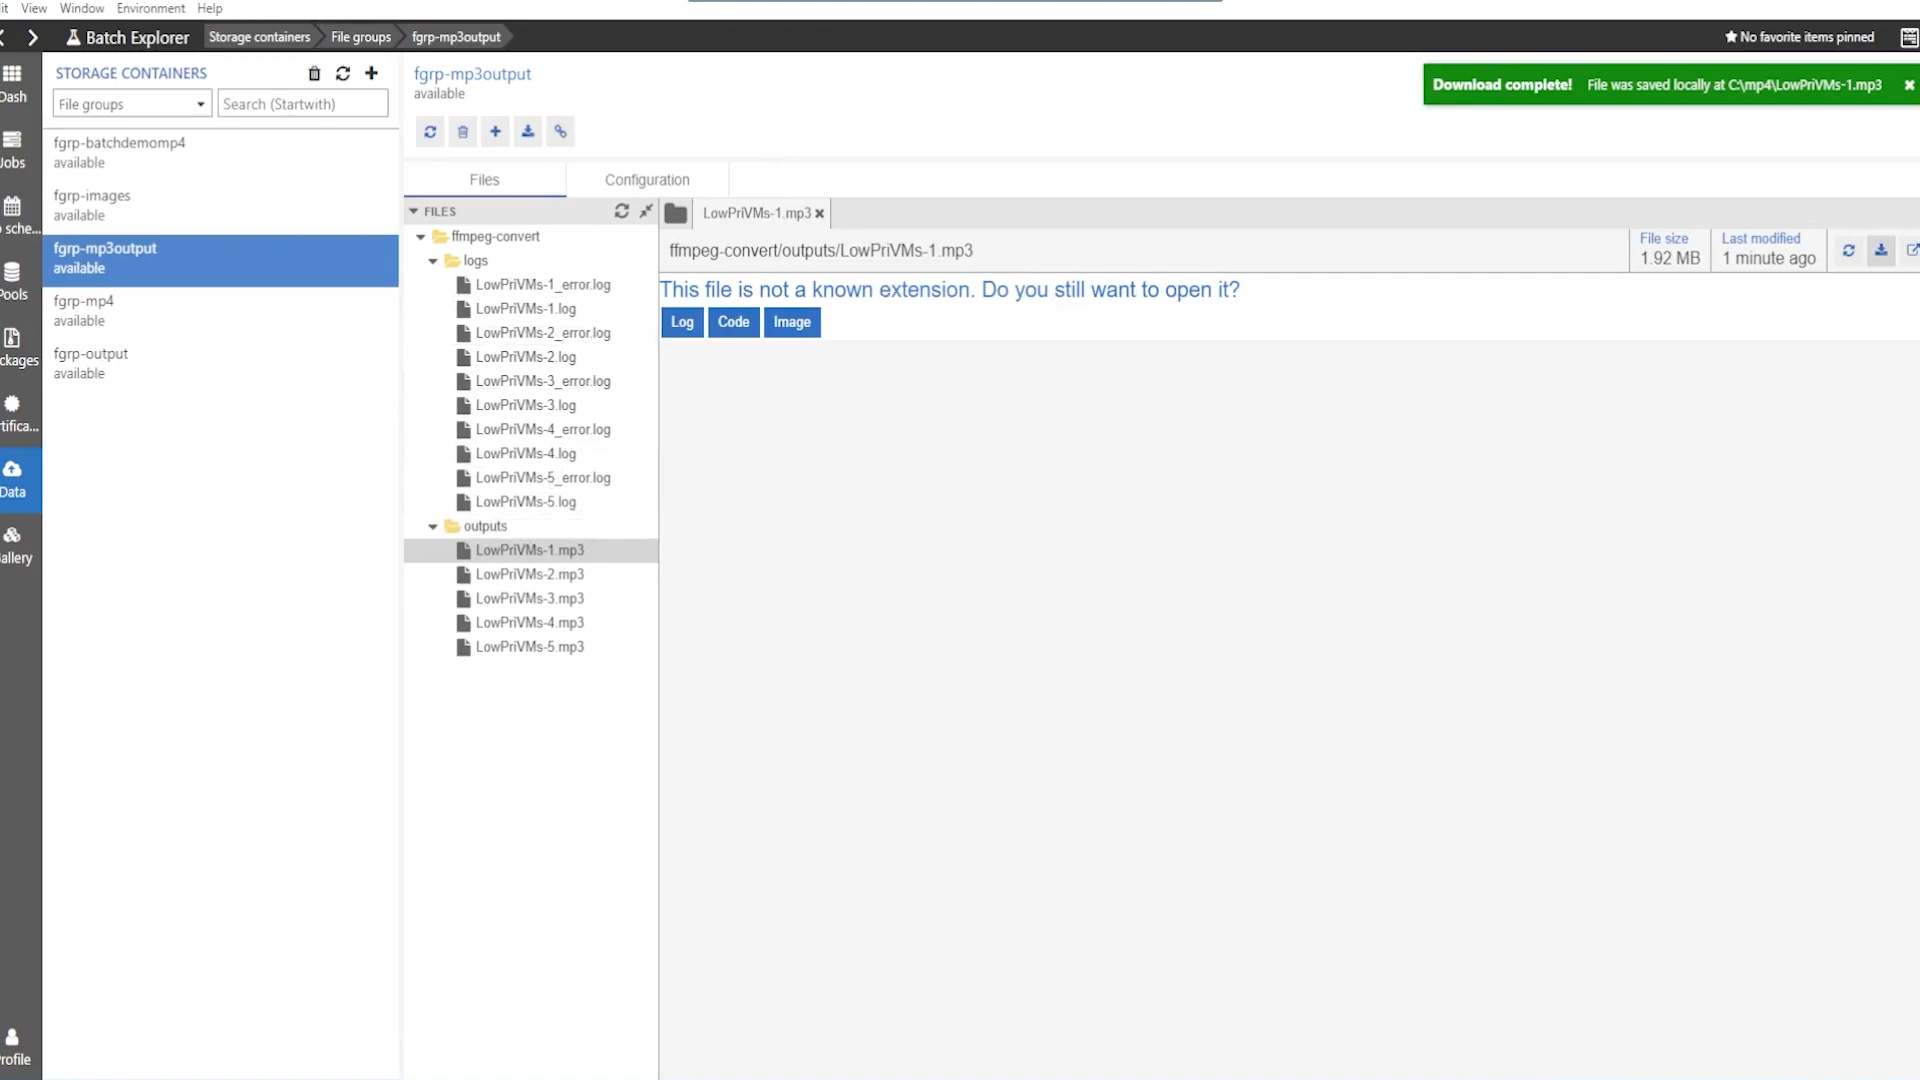 it View Window Environment Help
Batch Explorer Storage containers File groups fgrp-mp3output No favorite items pinned
Dash
Jobs
o sche...
Pools
ckages
rtifica...
Data
allery
rofile
STORAGE CONTAINERS
File groups Search (Startwith)
fgrp-batchdemomp4
available
fgrp-images
available
fgrp-mp3output
available
fgrp-mp4
available
fgrp-output
available
fgrp-mp3output
available
Download complete! File was saved locally at C:\mp4\LowPriVMs-1.mp3
Files Configuration
FILES
ffmpeg-convert
logs
LowPriVMs-1_error.log
LowPriVMs-1.log
LowPriVMs-2_error.log
LowPriVMs-2.log
LowPriVMs-3_error.log
LowPriVMs-3.log
LowPriVMs-4_error.log
LowPriVMs-4.log
LowPriVMs-5_error.log
LowPriVMs-5.log
outputs
LowPriVMs-1.mp3
LowPriVMs-2.mp3
LowPriVMs-3.mp3
LowPriVMs-4.mp3
LowPriVMs-5.mp3
LowPriVMs-1.mp3
ffmpeg-convert/outputs/LowPriVMs-1.mp3
File size
1.92 MB
Last modified
1 minute ago
This file is not a known extension. Do you still want to open it?
Log Code Image